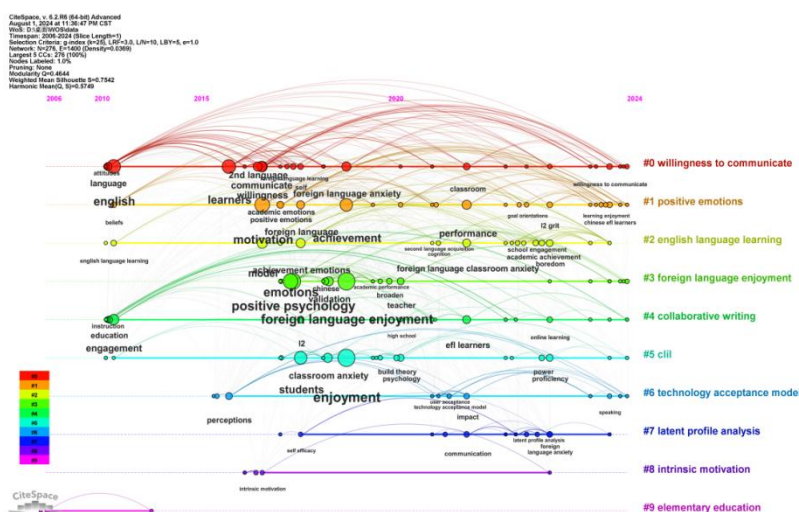 CiteSpace, v. 6.2.R6 (64-bit) Advanced
August 1, 2024 at 11:36:47 PM CST
Timespan: 2006-2024 (Slice Length=1)
Selection Criteria: g-index (k=25), LRF=3.0, L/N=10, LBY=5, e=1.0
Network: N=276, E=1400 (Density=0.0369)
Largest 5 CCs: 276 (100%)
Nodes Labeled: 1.0%
Pruning: None
Modularity Q=0.4644
Weighted Mean Silhouette S=0.7542
Harmonic Mean(Q, S)=0.5749
2006 2010 2015 2020 2024
#0 willingness to communicate
attitudes
language
2nd language
communicate
willingness
self
willingness to communicate
#1 positive emotions
english
learners
foreign language anxiety
classroom
academic emotions
positive emotions
goal orientations
learning enjoyment
chinese efl learners
beliefs
#2 english language learning
foreign language
motivation
achievement
performance
l2 grit
second language acquisition
cognition
school engagement
academic achievement
boredom
english language learning
#3 foreign language enjoyment
model
achievement emotions
foreign language classroom anxiety
chinese
academic performance
emotions
validation
broaden
positive psychology
teacher
#4 collaborative writing
foreign language enjoyment
instruction
education
engagement
high school
online learning
#5 clil
l2
efl learners
classroom anxiety
build theory
psychology
power
proficiency
#6 technology acceptance mode
students
enjoyment
user acceptance
technology acceptance model
speaking
perceptions
impact
#7 latent profile analysis
self efficacy
communication
latent profile analysis
foreign
language anxiety
#8 intrinsic motivation
intrinsic motivation
#9 elementary education
CiteSpace